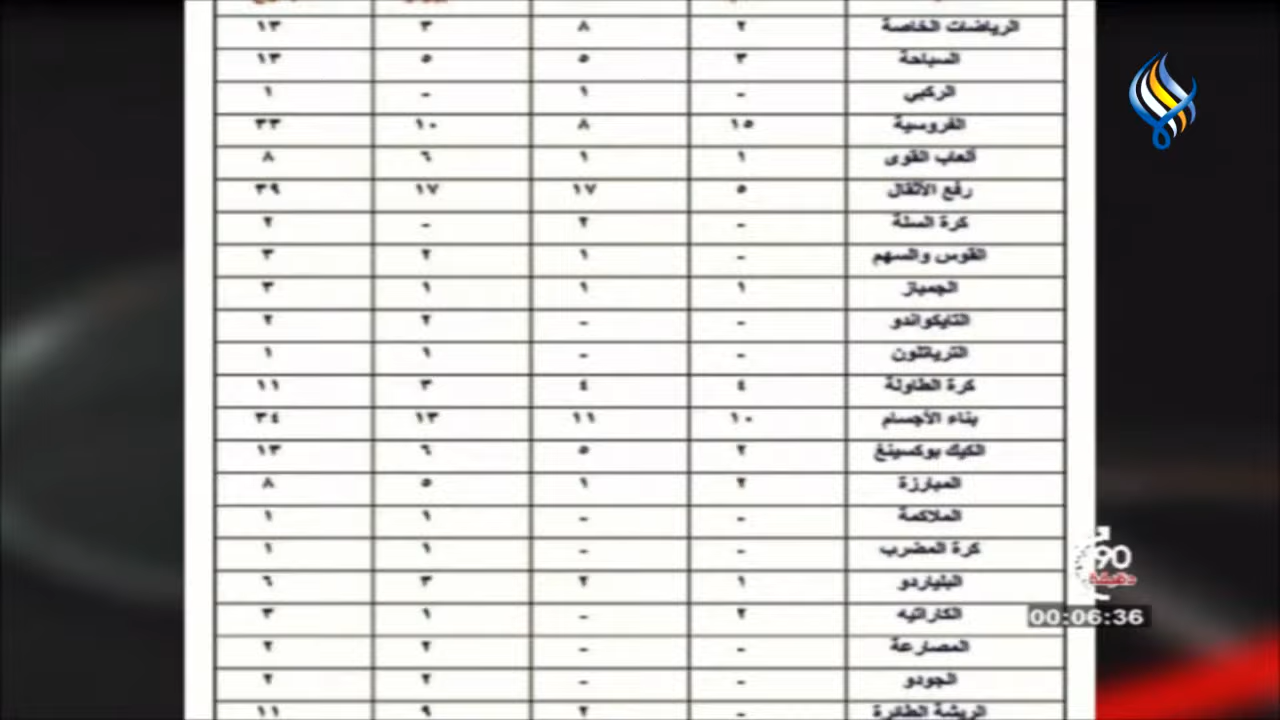 الرياضات الخاصة ٢ ٨ ٣ ١٣
السباحة ٣ ٥ ٥ ١٣
الركبي - ١ - ١
الفروسية ١٥ ٨ ١٠ ٣٣
ألعاب القوى ١ ١ ٦ ٨
رفع الأثقال ٥ ١٧ ١٧ ٣٩
كرة السلة - ٢ - ٢
القوس والسهم - ١ ٢ ٣
الجمباز ١ ١ ١ ٣
التايكواندو - - ٢ ٢
الترياثلون - - ١ ١
كرة الطاولة ٤ ٤ ٣ ١١
بناء الأجسام ١٠ ١١ ١٣ ٣٤
الكيك بوكسينغ ٢ ٥ ٦ ١٣
المبارزة ٢ ١ ٥ ٨
الملاكمة - - ١ ١
كرة المضرب - - ١ ١
البلياردو ١ ٢ ٣ ٦
الكاراتيه ٢ - ١ ٣
المصارعة - - ٢ ٢
الجودو - - ٢ ٢
الريشة الطائرة - ٢ ٩ ١١
90
دقيقة
00:06:36